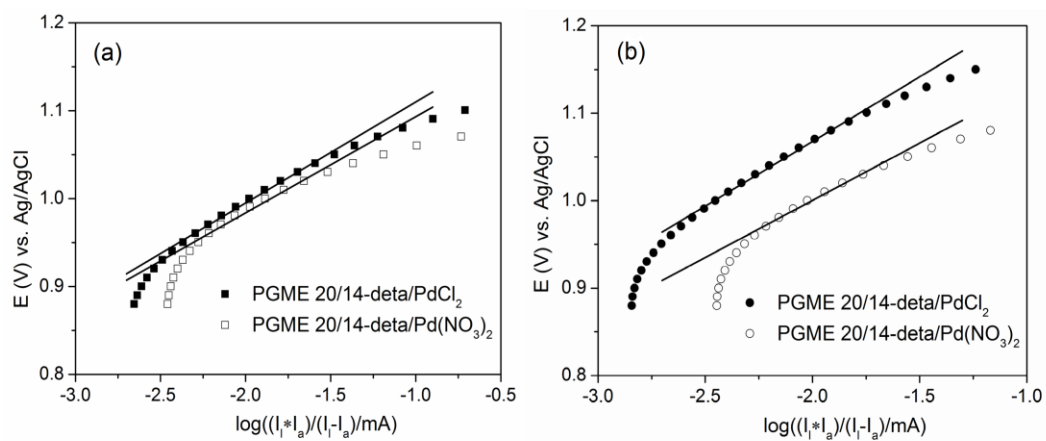 (a)
1.2
1.1
1.0
0.9
0.8
E (V) vs. Ag/AgCl
PGME 20/14-deta/PdCl₂
PGME 20/14-deta/Pd(NO₃)₂
-3.0 -2.5 -2.0 -1.5 -1.0 -0.5
log((Iₗ*Iₐ)/(Iₗ-Iₐ)/mA)
(b)
1.2
1.1
1.0
0.9
0.8
E (V) vs. Ag/AgCl
PGME 20/14-deta/PdCl₂
PGME 20/14-deta/Pd(NO₃)₂
-3.0 -2.5 -2.0 -1.5 -1.0
log((Iₗ*Iₐ)/(Iₗ-Iₐ)/mA)